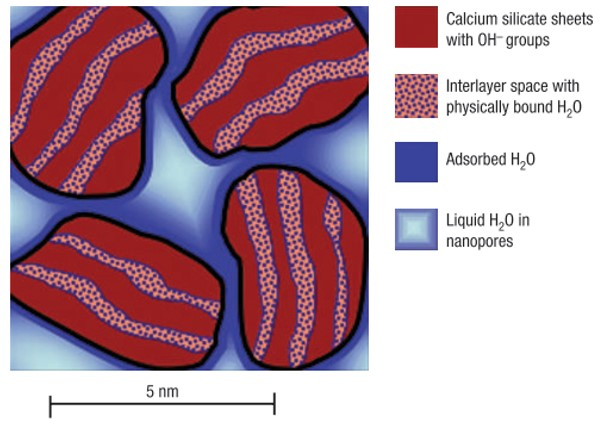 Calcium silicate sheets
with OH⁻ groups
Interlayer space with
physically bound H₂O
Adsorbed H₂O
Liquid H₂O in
nanopores
5 nm